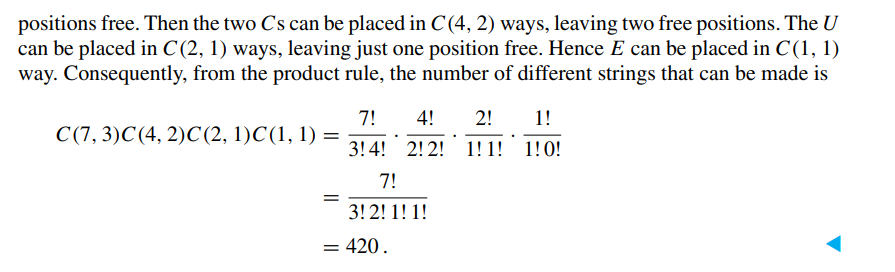 positions free. Then the two Cs can be placed in C(4, 2) ways, leaving two free positions. The U
can be placed in C(2, 1) ways, leaving just one position free. Hence E can be placed in C(1, 1)
way. Consequently, from the product rule, the number of different strings that can be made is
C(7, 3)C(4, 2)C(2, 1)C(1, 1) = 7!/(3! 4!) · 4!/(2! 2!) · 2!/(1! 1!) · 1!/(1! 0!)
= 7!/(3! 2! 1! 1!)
= 420 .